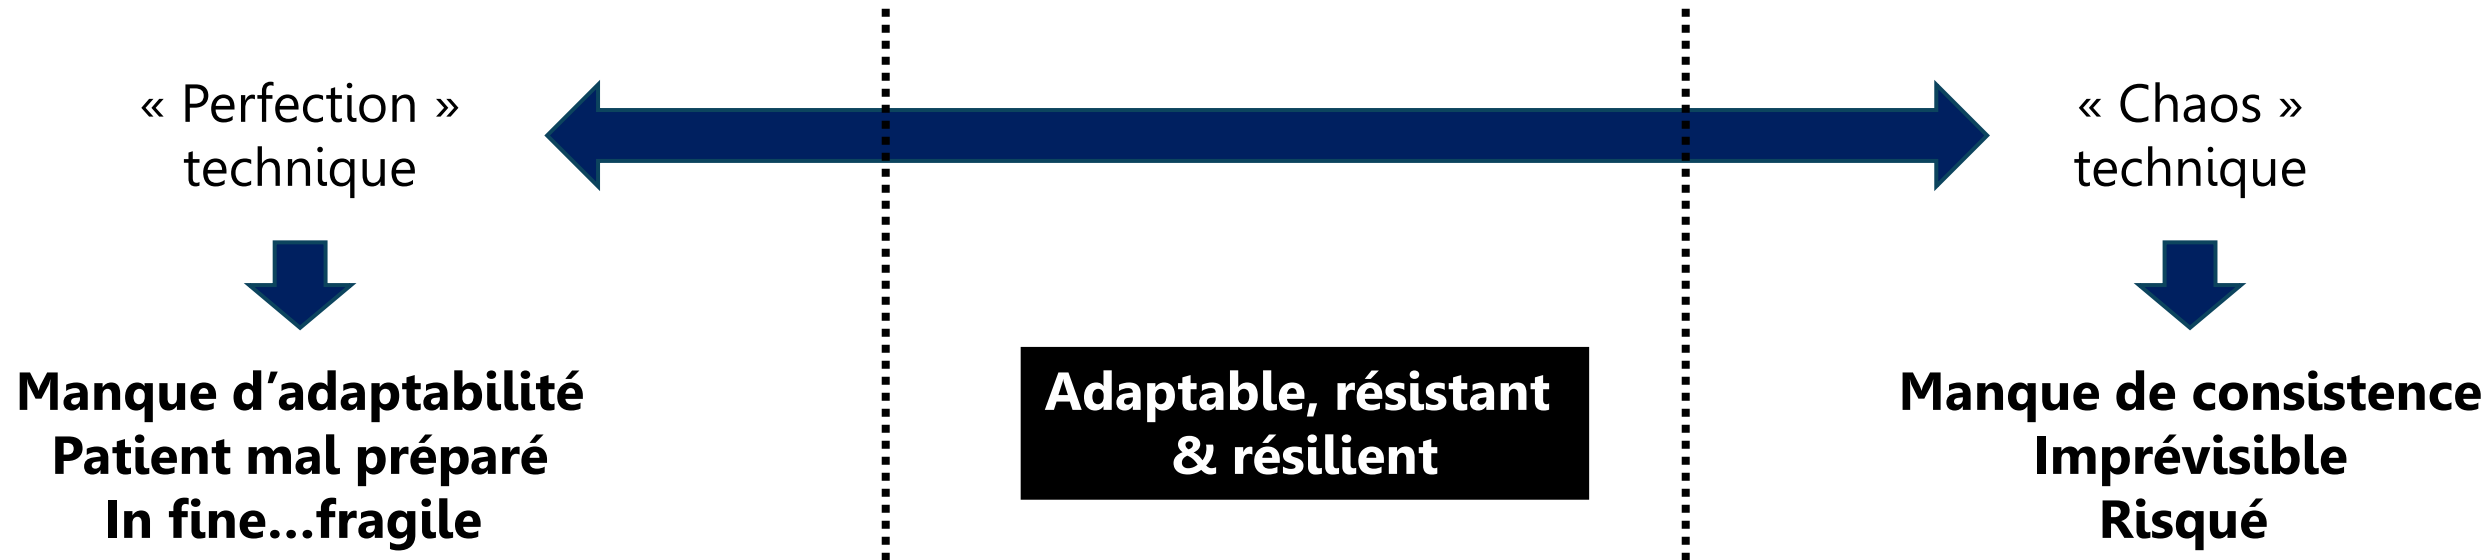 « Perfection »
technique
« Chaos »
technique
Manque d’adaptabilité
Patient mal préparé
In fine...fragile
Adaptable, résistant
& résilient
Manque de consistence
Imprévisible
Risqué